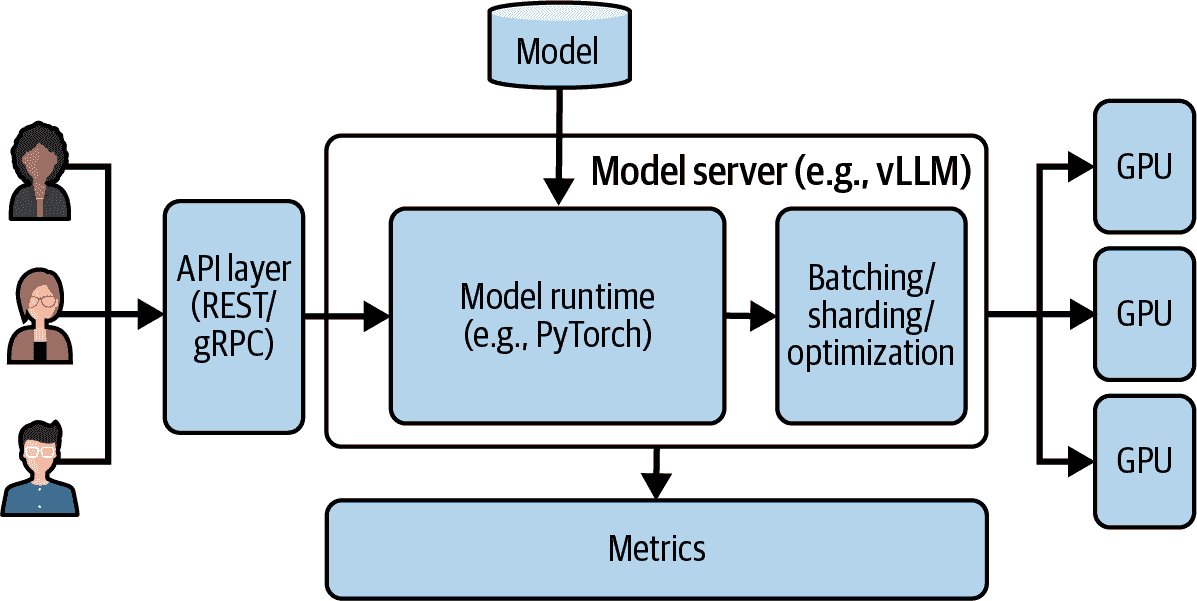 Model
Model server (e.g., vLLM)
API layer
(REST/
gRPC)
Model runtime
(e.g., PyTorch)
Batching/
sharding/
optimization
GPU
GPU
GPU
Metrics